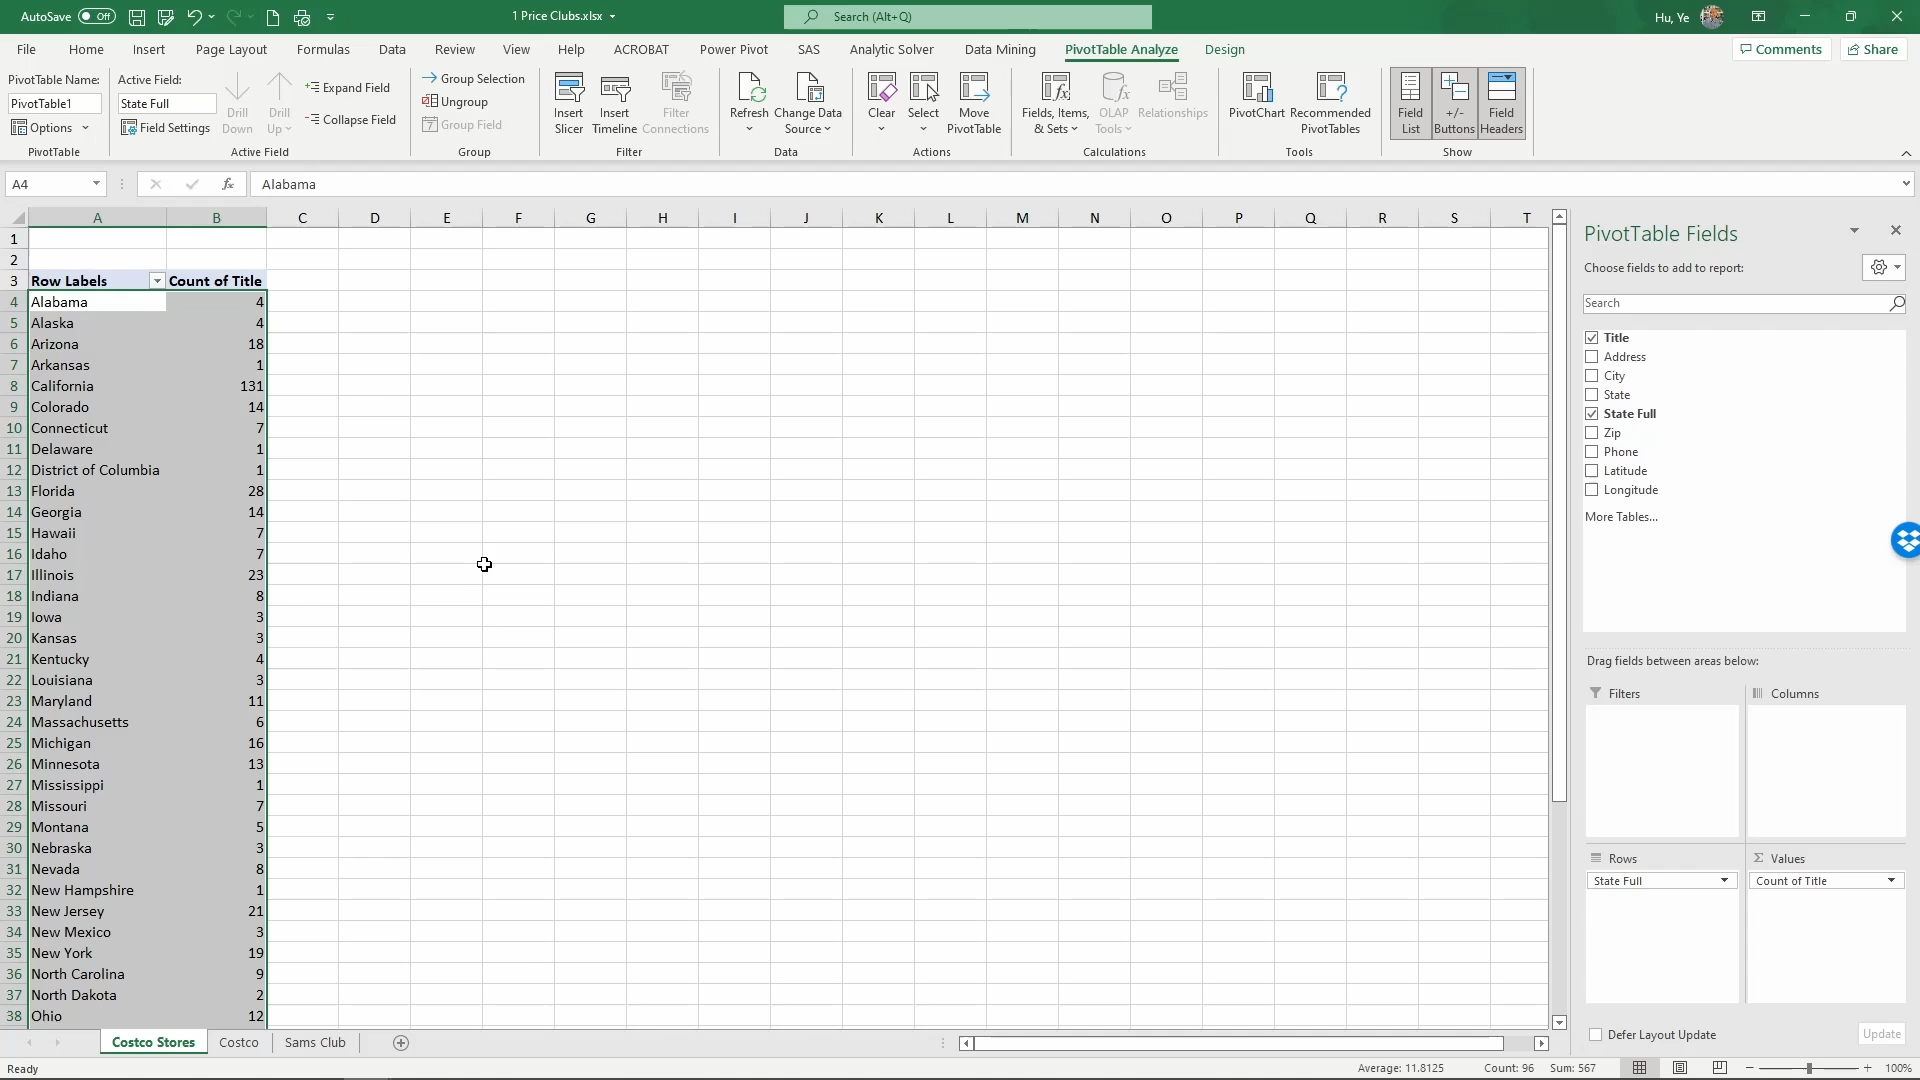 AutoSave Off 1 Price Clubs.xlsx Search (Alt+Q) Hu, Ye
File Home Insert Page Layout Formulas Data Review View Help ACROBAT Power Pivot SAS Analytic Solver Data Mining PivotTable Analyze Design Comments Share
PivotTable Name:
PivotTable1
Options
PivotTable
Active Field:
State Full
Field Settings
Drill Down
Drill Up
Expand Field
Collapse Field
Active Field
Group Selection
Ungroup
Group Field
Group
Insert Slicer
Insert Timeline
Filter Connections
Filter
Refresh
Change Data Source
Data
Clear
Select
Move PivotTable
Actions
Fields, Items, & Sets
OLAP Tools
Relationships
Calculations
PivotChart
Recommended PivotTables
Tools
Field List
+/- Buttons
Field Headers
Show
A4 fx Alabama
A B C D E F G H I J K L M N O P Q R S T
1
2
3 Row Labels Count of Title
4 Alabama 4
5 Alaska 4
6 Arizona 18
7 Arkansas 1
8 California 131
9 Colorado 14
10 Connecticut 7
11 Delaware 1
12 District of Columbia 1
13 Florida 28
14 Georgia 14
15 Hawaii 7
16 Idaho 7
17 Illinois 23
18 Indiana 8
19 Iowa 3
20 Kansas 3
21 Kentucky 4
22 Louisiana 3
23 Maryland 11
24 Massachusetts 6
25 Michigan 16
26 Minnesota 13
27 Mississippi 1
28 Missouri 7
29 Montana 5
30 Nebraska 3
31 Nevada 8
32 New Hampshire 1
33 New Jersey 21
34 New Mexico 3
35 New York 19
36 North Carolina 9
37 North Dakota 2
38 Ohio 12
PivotTable Fields
Choose fields to add to report:
Search
Title
Address
City
State
State Full
Zip
Phone
Latitude
Longitude
More Tables...
Drag fields between areas below:
Filters
Columns
Rows
State Full
Σ Values
Count of Title
Defer Layout Update Update
Costco Stores Costco Sams Club
Ready Average: 11.8125 Count: 96 Sum: 567 100%